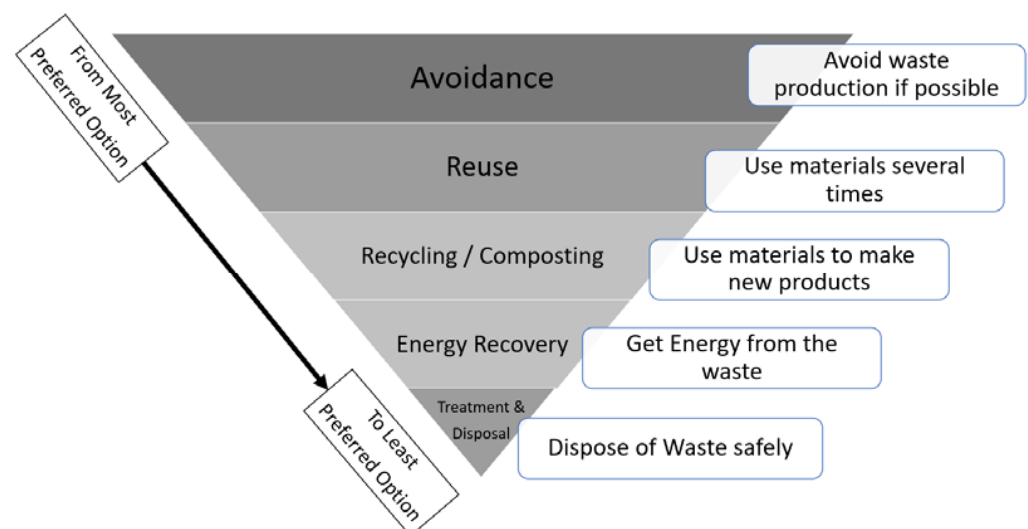 From Most
Preferred Option
Avoidance
Avoid waste
production if possible
Reuse
Use materials several
times
Recycling / Composting
Use materials to make
new products
Energy Recovery
Get Energy from the
waste
Treatment &
Disposal
Dispose of Waste safely
To Least
Preferred Option